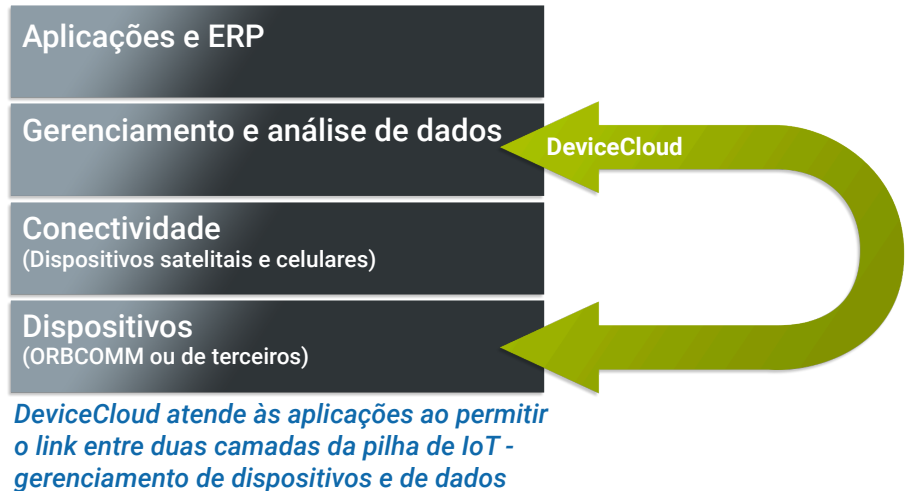 Aplicações e ERP
Gerenciamento e análise de dados
DeviceCloud
Conectividade
(Dispositivos satelitais e celulares)
Dispositivos
(ORBCOMM ou de terceiros)
DeviceCloud atende às aplicações ao permitir
o link entre duas camadas da pilha de IoT -
gerenciamento de dispositivos e de dados